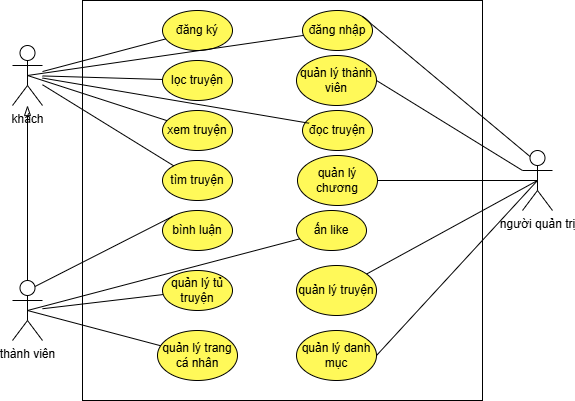 đăng ký
đăng nhập
lọc truyện
quản lý thành
viên
khách
xem truyện
đọc truyện
tìm truyện
quản lý
chương
người quản trị
bình luận
ấn like
quản lý tủ
truyện
quản lý truyện
thành viên
quản lý trang
cá nhân
quản lý danh
mục